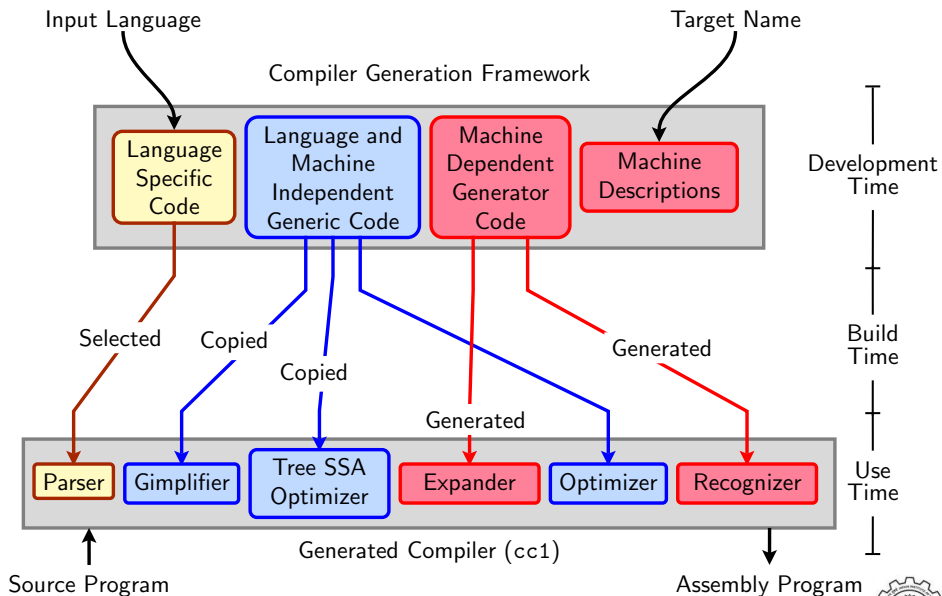 Input Language
Target Name
Compiler Generation Framework
Language
Specific
Code
Language and
Machine
Independent
Generic Code
Machine
Dependent
Generator
Code
Machine
Descriptions
Development
Time
Selected
Copied
Copied
Generated
Generated
Build
Time
Parser
Gimplifier
Tree SSA
Optimizer
Expander
Optimizer
Recognizer
Use
Time
Generated Compiler (cc1)
Source Program
Assembly Program